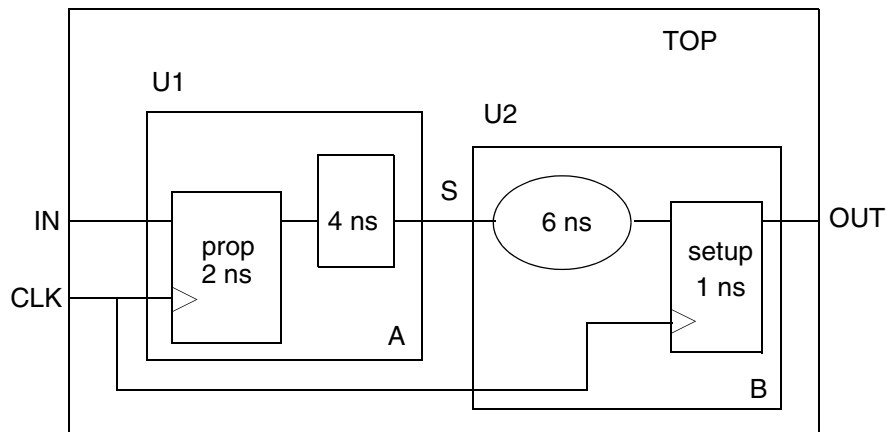 TOP
U1
U2
S
IN
4 ns
6 ns
OUT
prop
2 ns
setup
1 ns
CLK
A
B